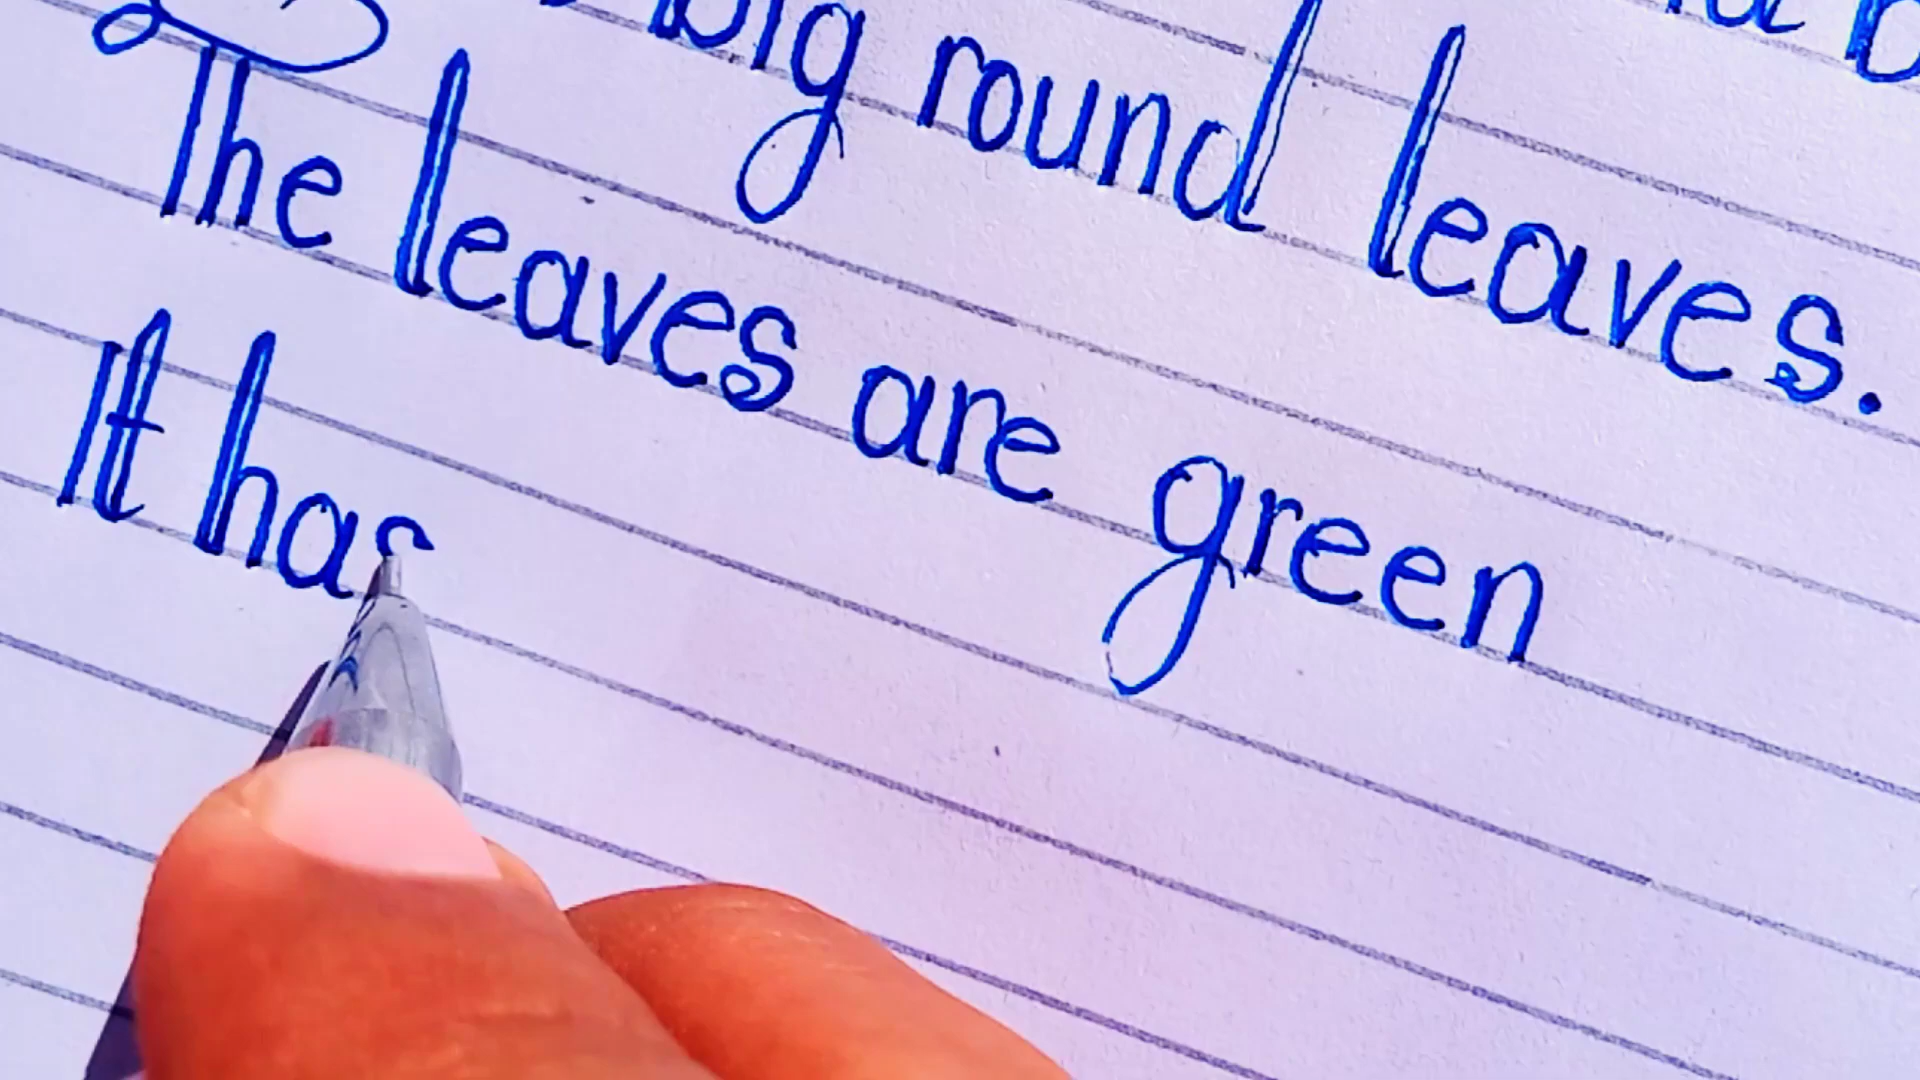 big round leaves.
The leaves are green
It has